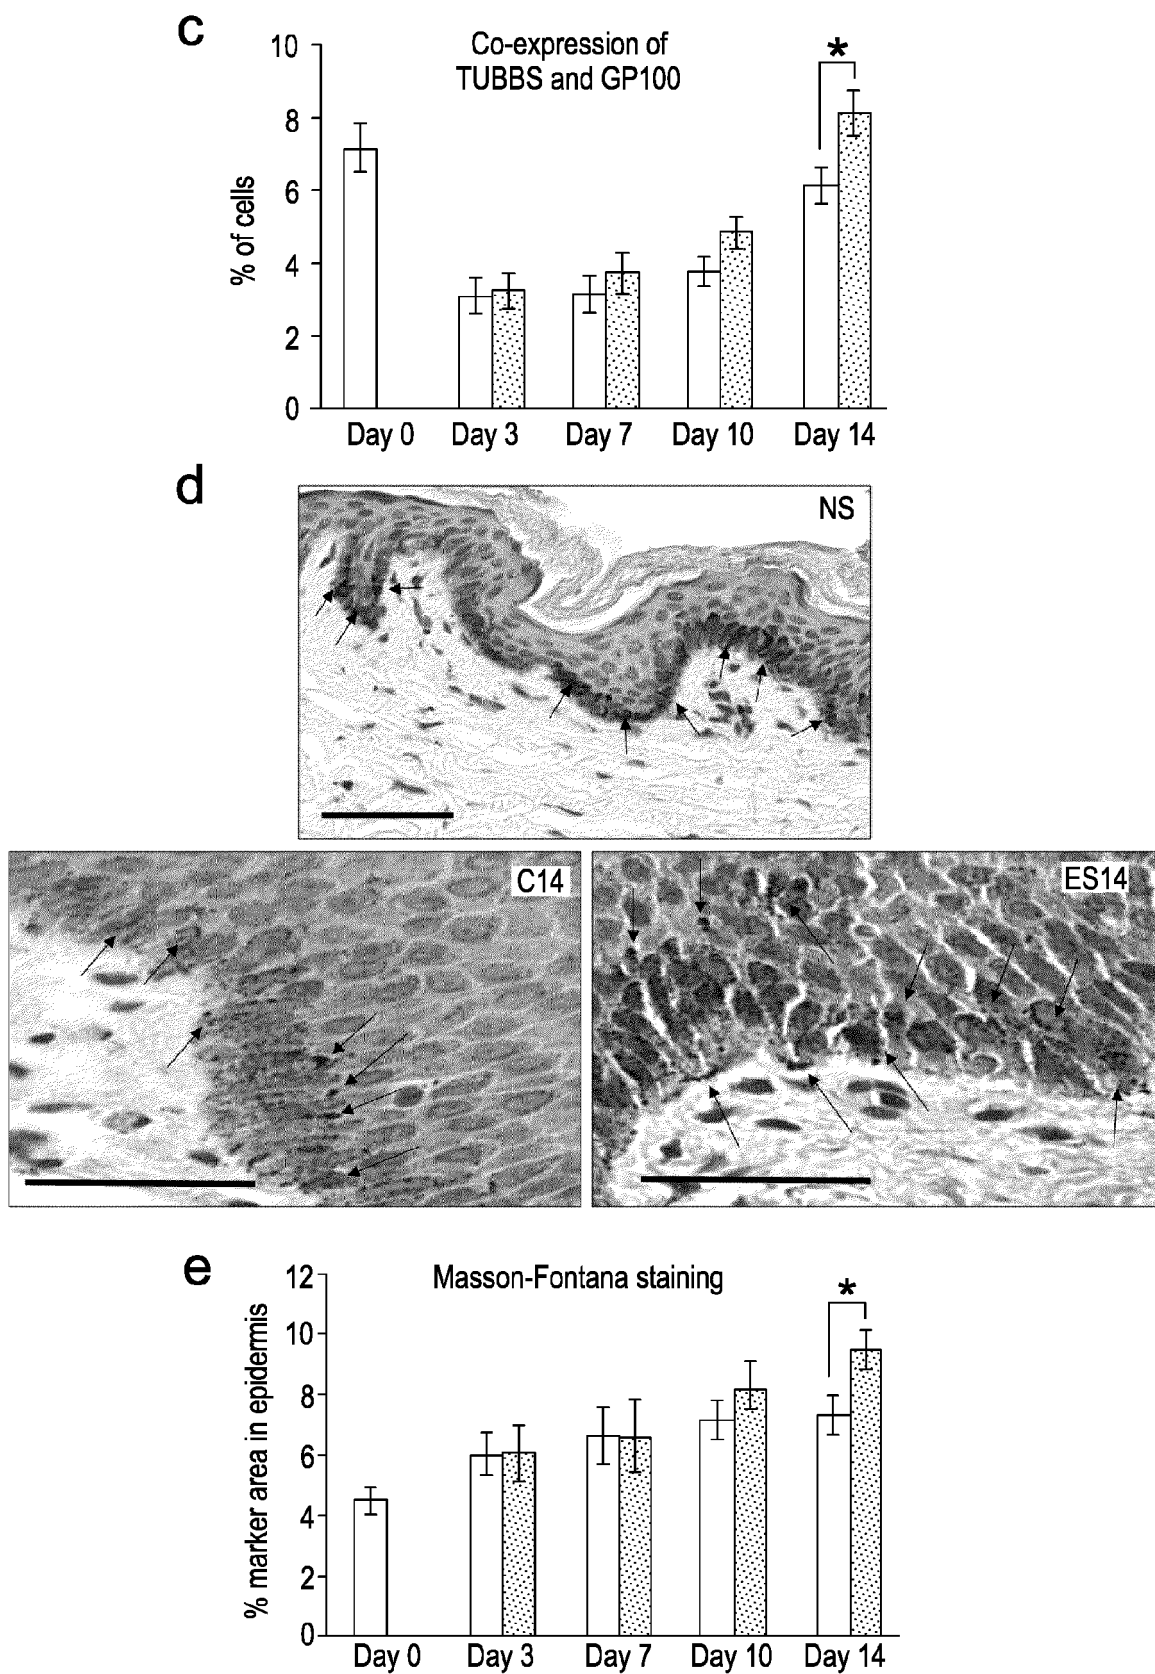 c
Co-expression of
TUBBS and GP100
*
% of cells
10
8
6
4
2
0
Day 0 Day 3 Day 7 Day 10 Day 14
d
NS
C14
ES14
e
Masson-Fontana staining
*
% marker area in epidermis
12
10
8
6
4
2
0
Day 0 Day 3 Day 7 Day 10 Day 14